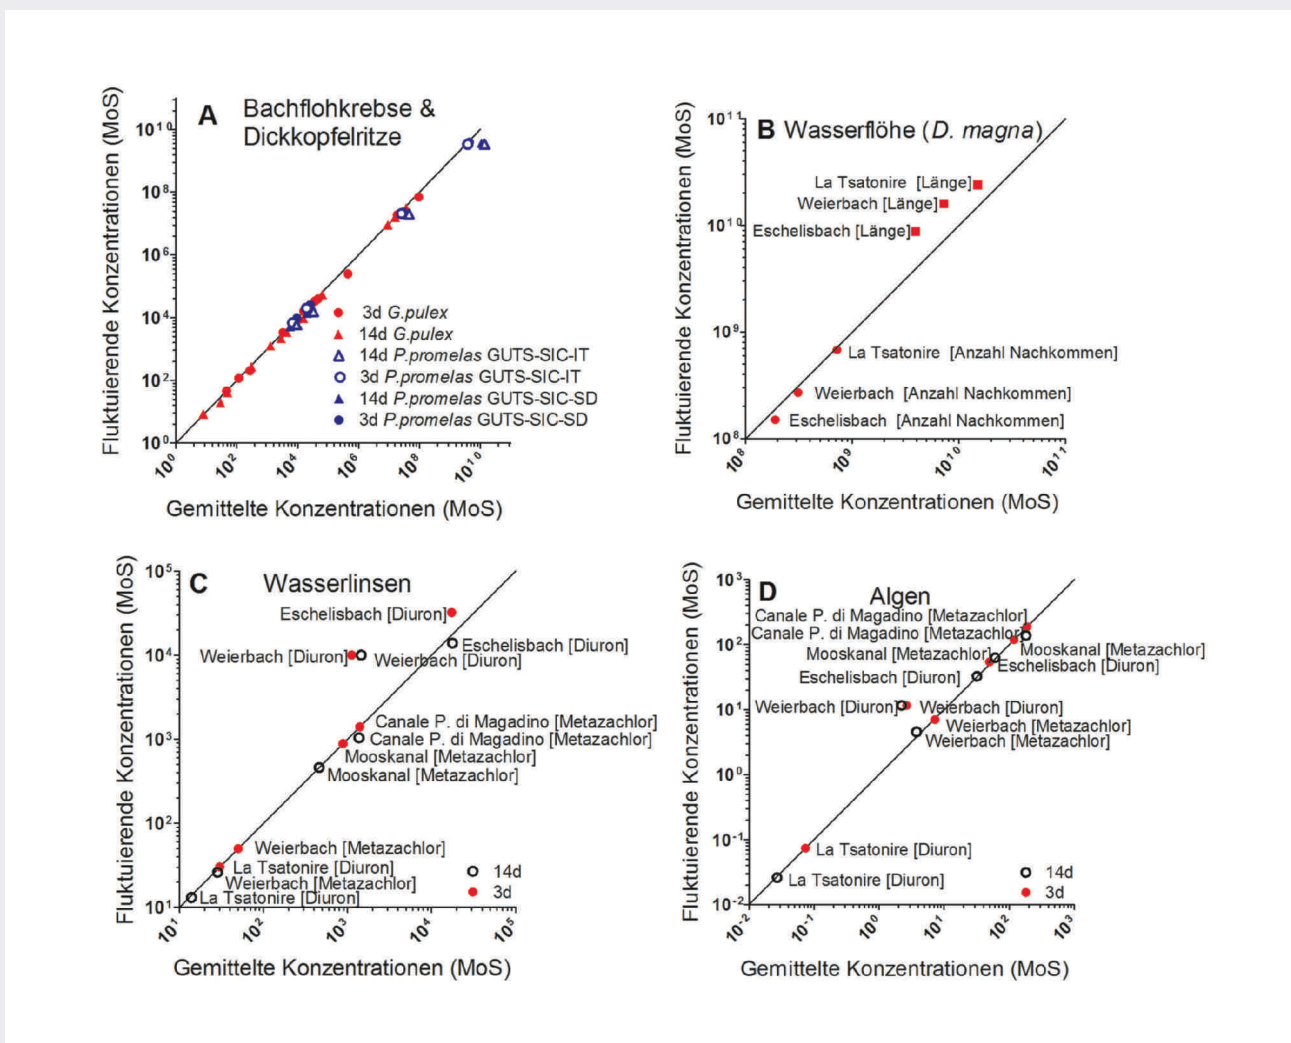 A Bachflohkrebse &
Dickkopfelritze
Fluktuierende Konzentrationen (MoS)
10^10
10^8
10^6
10^4
10^2
10^0
3d G.pulex
14d G.pulex
14d P.promelas GUTS-SIC-IT
3d P.promelas GUTS-SIC-IT
14d P.promelas GUTS-SIC-SD
3d P.promelas GUTS-SIC-SD
10^0 10^2 10^4 10^6 10^8 10^10
Gemittelte Konzentrationen (MoS)
B Wasserflöhe (D. magna)
Fluktuierende Konzentrationen (MoS)
10^11
10^10
10^9
10^8
La Tsatonire [Länge]
Weierbach [Länge]
Eschelisbach [Länge]
La Tsatonire [Anzahl Nachkommen]
Weierbach [Anzahl Nachkommen]
Eschelisbach [Anzahl Nachkommen]
10^8 10^9 10^10 10^11
Gemittelte Konzentrationen (MoS)
C Wasserlinsen
Fluktuierende Konzentrationen (MoS)
10^5
10^4
10^3
10^2
10^1
Eschelisbach [Diuron]
Eschelisbach [Diuron]
Weierbach [Diuron]
Weierbach [Diuron]
Canale P. di Magadino [Metazachlor]
Canale P. di Magadino [Metazachlor]
Mooskanal [Metazachlor]
Mooskanal [Metazachlor]
Weierbach [Metazachlor]
La Tsatonire [Diuron]
Weierbach [Metazachlor]
La Tsatonire [Diuron]
14d
3d
10^1 10^2 10^3 10^4 10^5
Gemittelte Konzentrationen (MoS)
D Algen
Fluktuierende Konzentrationen (MoS)
10^3
10^2
10^1
10^0
10^-1
10^-2
Canale P. di Magadino [Metazachlor]
Canale P. di Magadino [Metazachlor]
Mooskanal [Metazachlor]
Mooskanal [Metazachlor]
Eschelisbach [Diuron]
Eschelisbach [Diuron]
Weierbach [Diuron]
Weierbach [Diuron]
Weierbach [Metazachlor]
Weierbach [Metazachlor]
La Tsatonire [Diuron]
La Tsatonire [Diuron]
14d
3d
10^-2 10^-1 10^0 10^1 10^2 10^3
Gemittelte Konzentrationen (MoS)